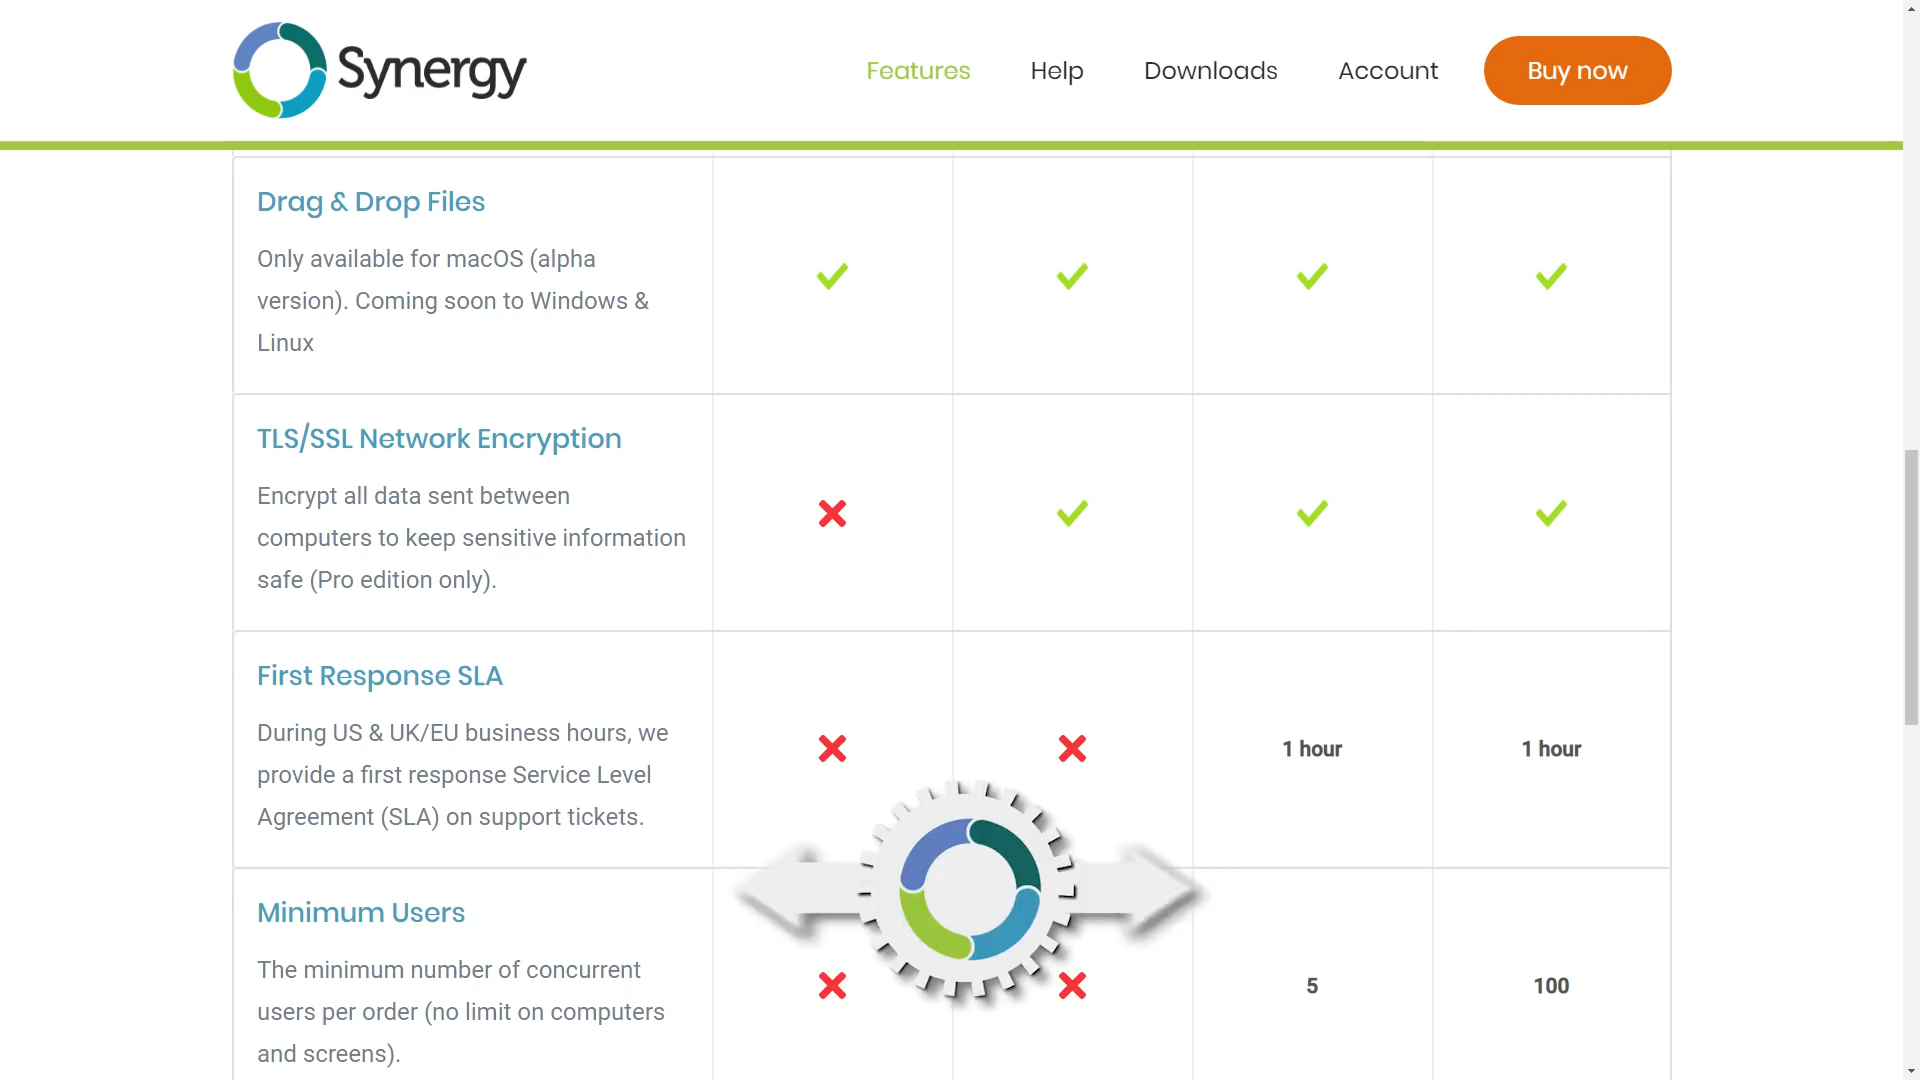 Synergy
Features
Help
Downloads
Account
Buy now
Drag & Drop Files
Only available for macOS (alpha
version). Coming soon to Windows &
Linux
TLS/SSL Network Encryption
Encrypt all data sent between
computers to keep sensitive information
safe (Pro edition only).
First Response SLA
During US & UK/EU business hours, we
provide a first response Service Level
Agreement (SLA) on support tickets.
1 hour
1 hour
Minimum Users
The minimum number of concurrent
users per order (no limit on computers
and screens).
5
100